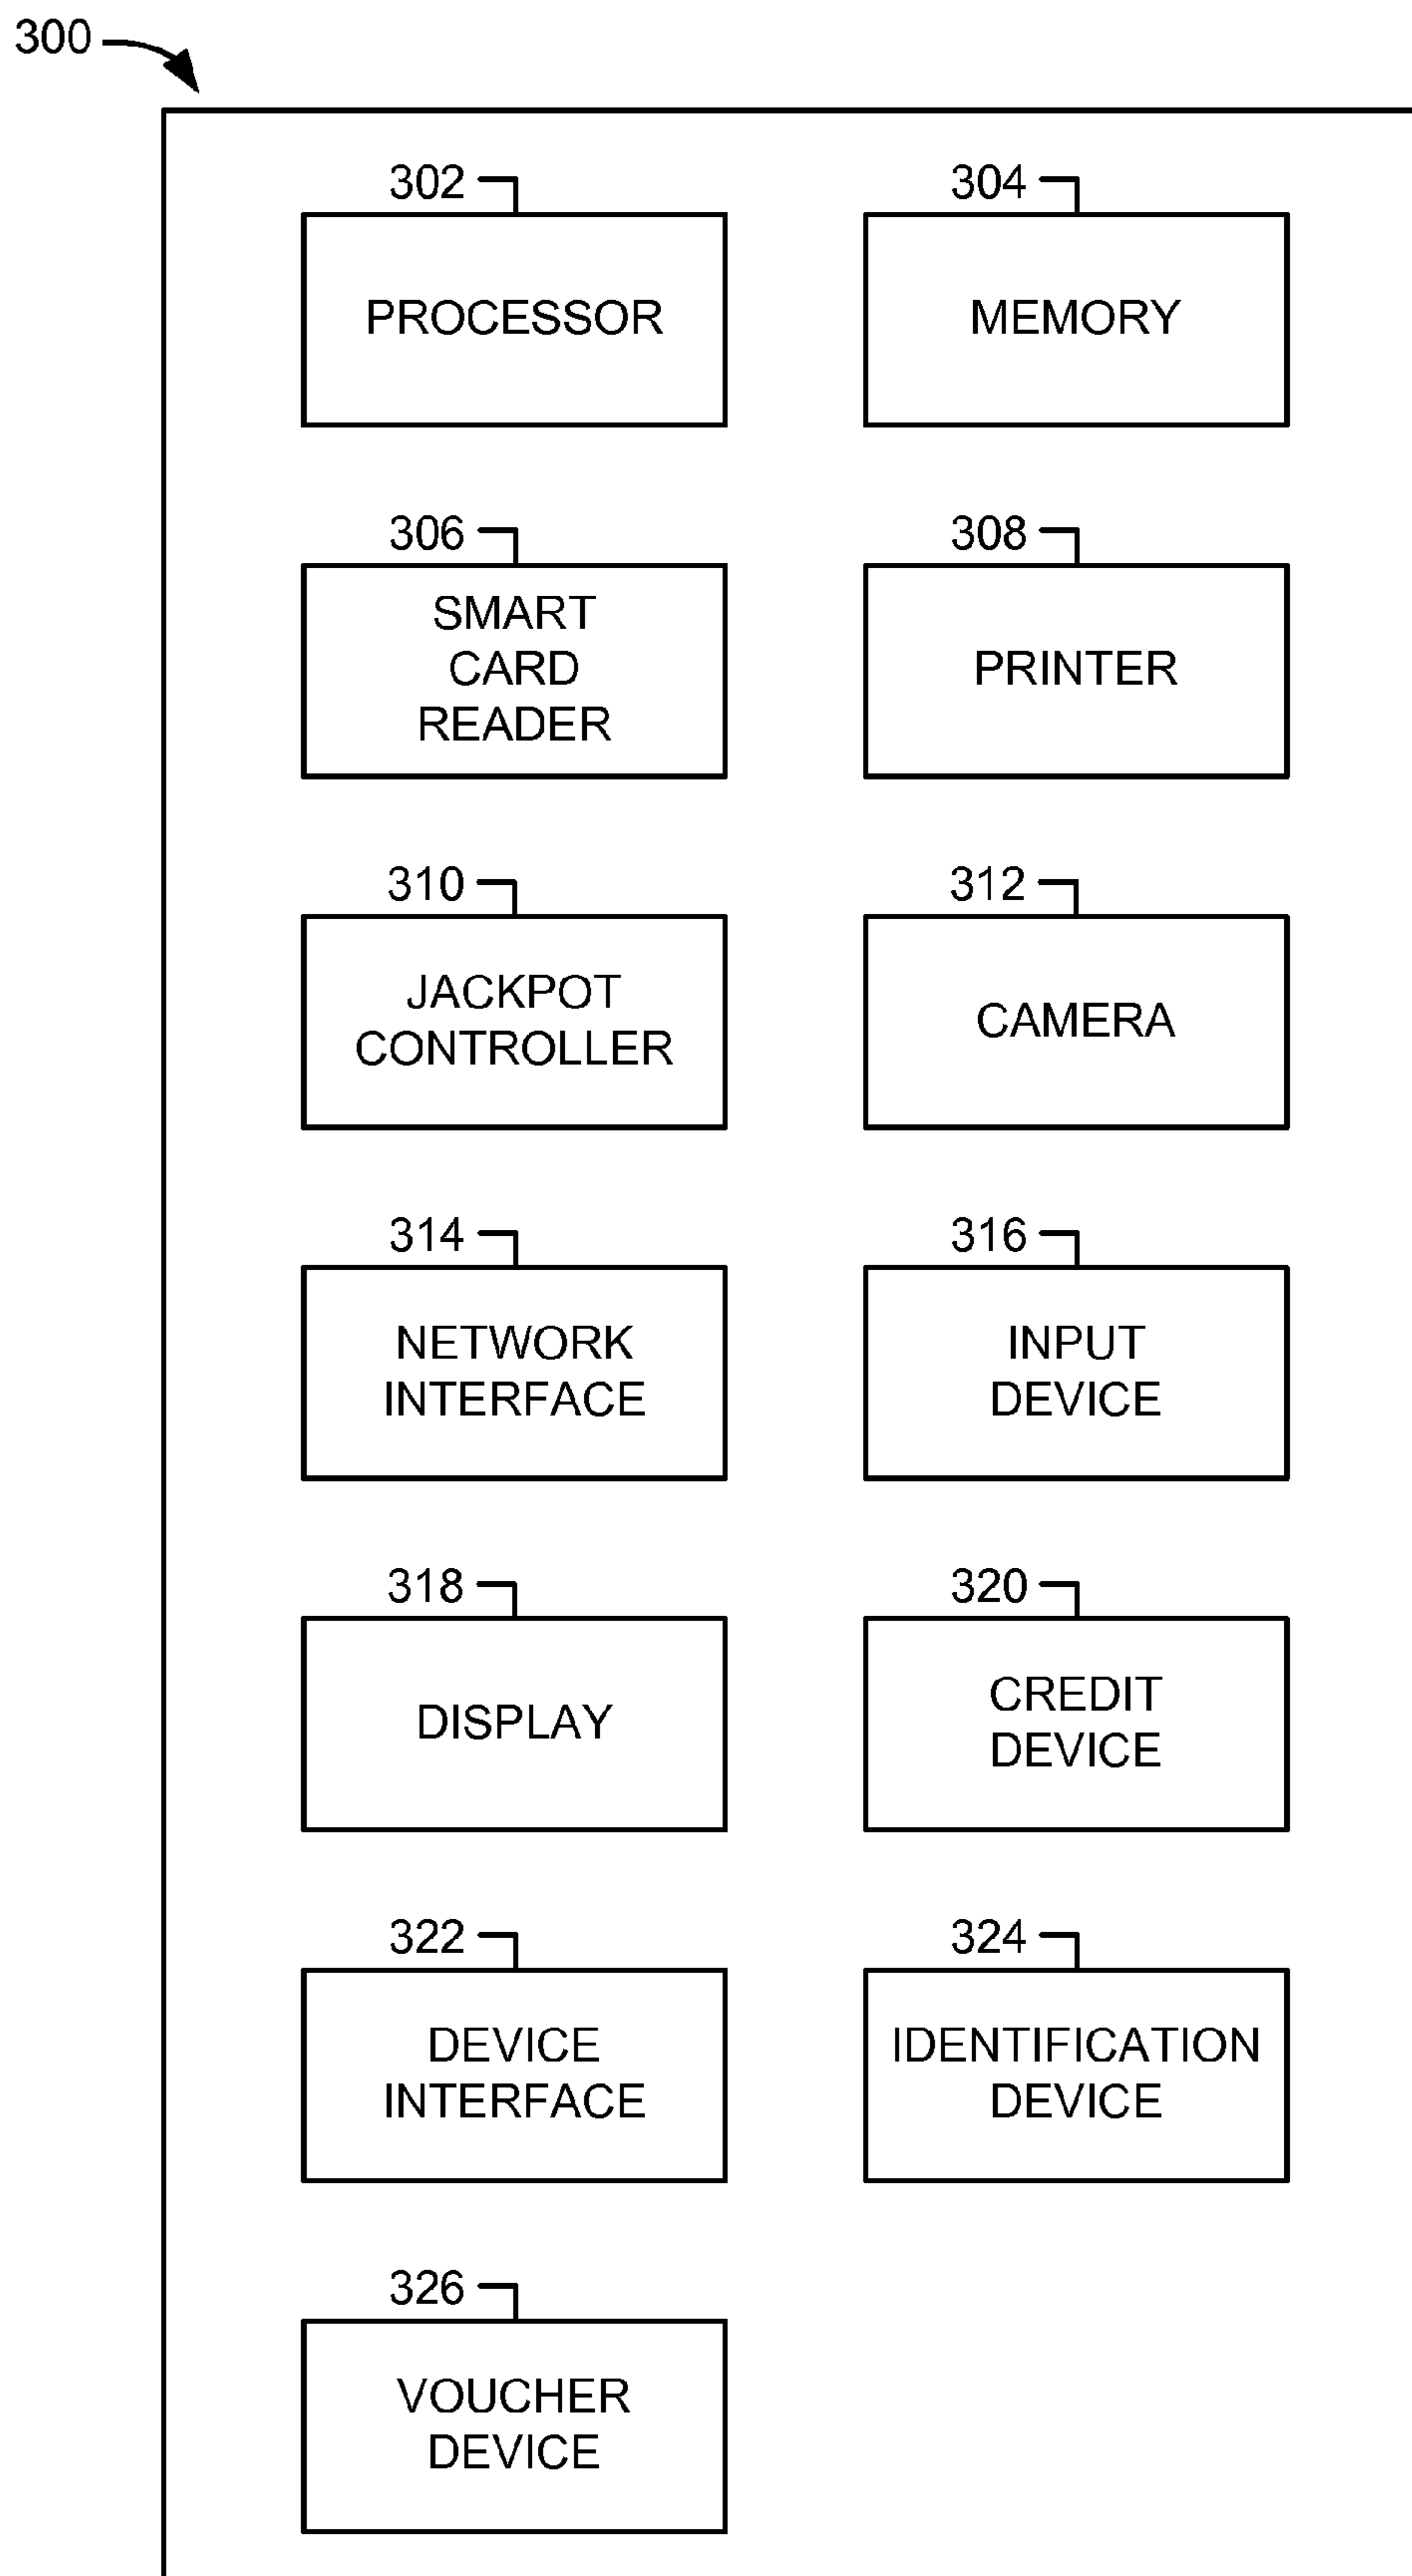 300
302
PROCESSOR
304
MEMORY
306
SMART
CARD
READER
308
PRINTER
310
JACKPOT
CONTROLLER
312
CAMERA
314
NETWORK
INTERFACE
316
INPUT
DEVICE
318
DISPLAY
320
CREDIT
DEVICE
322
DEVICE
INTERFACE
324
IDENTIFICATION
DEVICE
326
VOUCHER
DEVICE